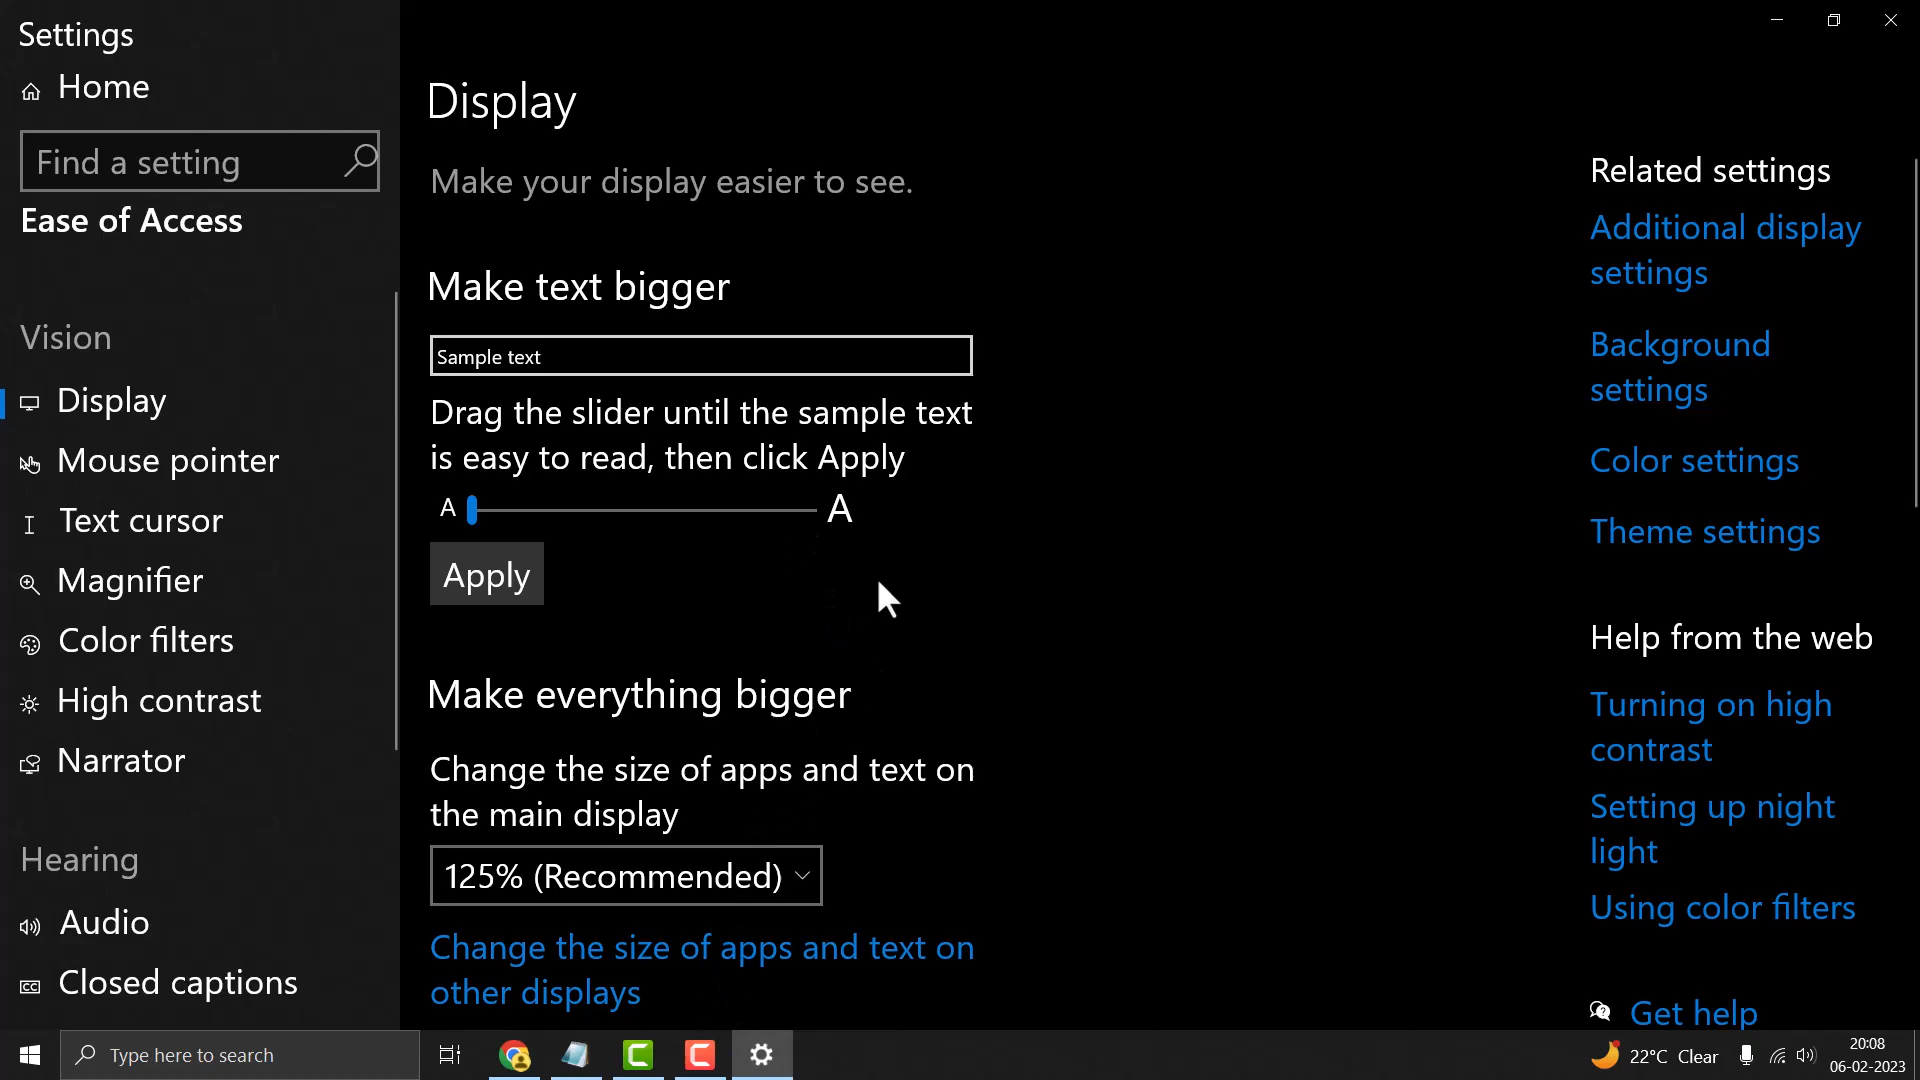 Settings
Home
Find a setting
Ease of Access
Vision
Display
Mouse pointer
Text cursor
Magnifier
Color filters
High contrast
Narrator
Hearing
Audio
Closed captions
Display
Make your display easier to see.
Make text bigger
Sample text
Drag the slider until the sample text
is easy to read, then click Apply
A A
Apply
Make everything bigger
Change the size of apps and text on
the main display
125% (Recommended)
Change the size of apps and text on
other displays
Related settings
Additional display
settings
Background
settings
Color settings
Theme settings
Help from the web
Turning on high
contrast
Setting up night
light
Using color filters
Get help
Type here to search
22°C Clear
20:08
06-02-2023